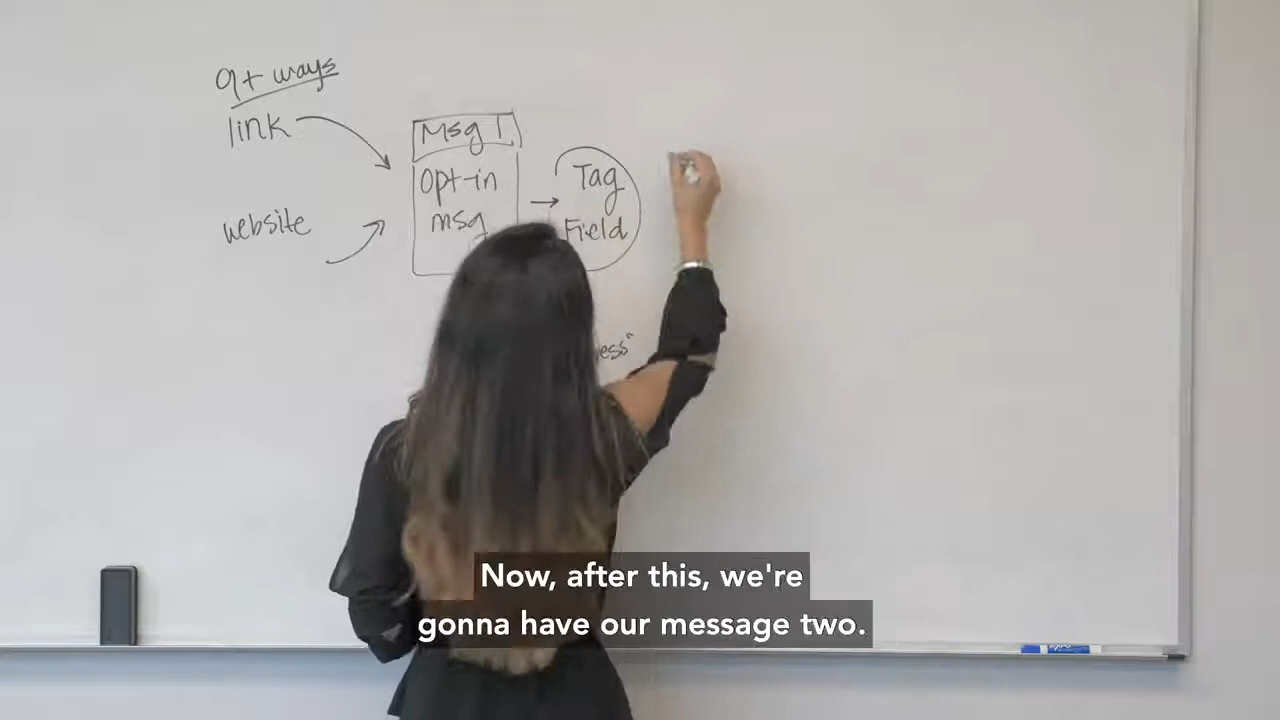 9+ ways
link
website
Msg 1
Opt-in
msg
Tag
Field
Now, after this, we're
gonna have our message two.